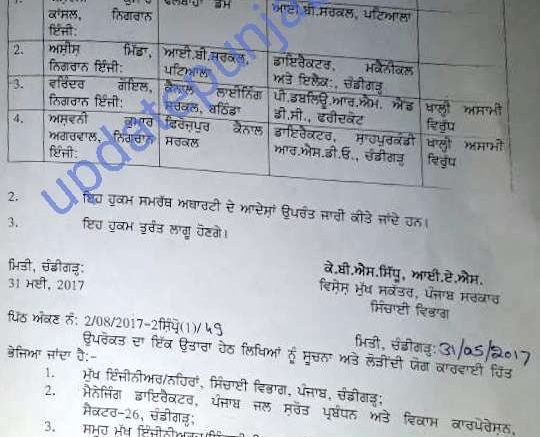 ਕਾਂਸਲ, ਨਿਗਰਾਨ ਇੰਜੀ: ਆਈ.ਬੀ.ਸਰਕਲ, ਪਟਿਆਲਾ
2. ਅਸੀਸ ਮਿੱਡਾ, ਨਿਗਰਾਨ ਇੰਜੀ: ਆਈ.ਬੀ.ਸਰਕਲ, ਪਟਿਆਲਾ ਡਾਇਰੈਕਟਰ, ਮਕੈਨੀਕਲ ਅਤੇ ਇਲੈਕ:, ਚੰਡੀਗੜ੍ਹ
3. ਵਰਿੰਦਰ ਗੋਇਲ, ਨਿਗਰਾਨ ਇੰਜੀ: ਕੈਨਾਲ ਲਾਈਨਿੰਗ ਸਰਕਲ, ਬਠਿੰਡਾ ਪੀ.ਡਬਲਿਊ.ਆਰ.ਐਮ. ਐਂਡ ਡੀ.ਸੀ., ਫਰੀਦਕੋਟ ਖਾਲ੍ਹੀ ਅਸਾਮੀ ਵਿਰੁੱਧ
4. ਅਸ਼ਵਨੀ ਕੁਮਾਰ ਅਗਰਵਾਲ, ਨਿਗਰਾਨ ਇੰਜੀ: ਫਿਰੋਜਪੁਰ ਕੈਨਾਲ ਸਰਕਲ ਡਾਇਰੈਕਟਰ, ਸ਼ਾਹਪੁਰਕੰਡੀ ਆਰ.ਐਸ.ਡੀ.ਓ., ਚੰਡੀਗੜ੍ਹ ਖਾਲ੍ਹੀ ਅਸਾਮੀ ਵਿਰੁੱਧ
2. ਇਹ ਹੁਕਮ ਸਮਰੱਥ ਅਥਾਰਟੀ ਦੇ ਆਦੇਸ਼ਾਂ ਉਪਰੰਤ ਜਾਰੀ ਕੀਤੇ ਜਾਂਦੇ ਹਨ।
3. ਇਹ ਹੁਕਮ ਤੁਰੰਤ ਲਾਗੂ ਹੋਣਗੇ।
ਮਿਤੀ, ਚੰਡੀਗੜ੍ਹ:
31 ਮਈ, 2017
ਕੇ.ਬੀ.ਐਸ.ਸਿੱਧੂ, ਆਈ.ਏ.ਐਸ.
ਵਿਸ਼ੇਸ਼ ਮੁੱਖ ਸਕੱਤਰ, ਪੰਜਾਬ ਸਰਕਾਰ
ਸਿੰਚਾਈ ਵਿਭਾਗ
ਪਿੱਠ ਅੰਕਣ ਨੰ: 2/08/2017-2ਸਿੰਪ੍ਰੋ(1)/49 ਮਿਤੀ, ਚੰਡੀਗੜ੍ਹ: 31/05/2017
ਉਪਰੋਕਤ ਦਾ ਇਕ ਉਤਾਰਾ ਹੇਠ ਲਿਖਿਆਂ ਨੂੰ ਸੂਚਨਾ ਅਤੇ ਲੋੜੀਂਦੀ ਯੋਗ ਕਾਰਵਾਈ ਹਿੱਤ
ਭੇਜਿਆ ਜਾਂਦਾ ਹੈ:-
1. ਮੁੱਖ ਇੰਜੀਨੀਅਰ/ਨਹਿਰਾਂ, ਸਿੰਚਾਈ ਵਿਭਾਗ, ਪੰਜਾਬ, ਚੰਡੀਗੜ੍ਹ;
2. ਮੈਨੇਜਿੰਗ ਡਾਇਰੈਕਟਰ, ਪੰਜਾਬ ਜਲ ਸ੍ਰੋਤ ਪ੍ਰਬੰਧਨ ਅਤੇ ਵਿਕਾਸ ਕਾਰਪੋਰੇਸ਼ਨ,
ਸੈਕਟਰ-26, ਚੰਡੀਗੜ੍ਹ;
3. ਸਮੂਹ ਮੁੱਖ ਇੰਜੀਨੀਅਰ/ਸਿੰਚਾਈ
updatepunja